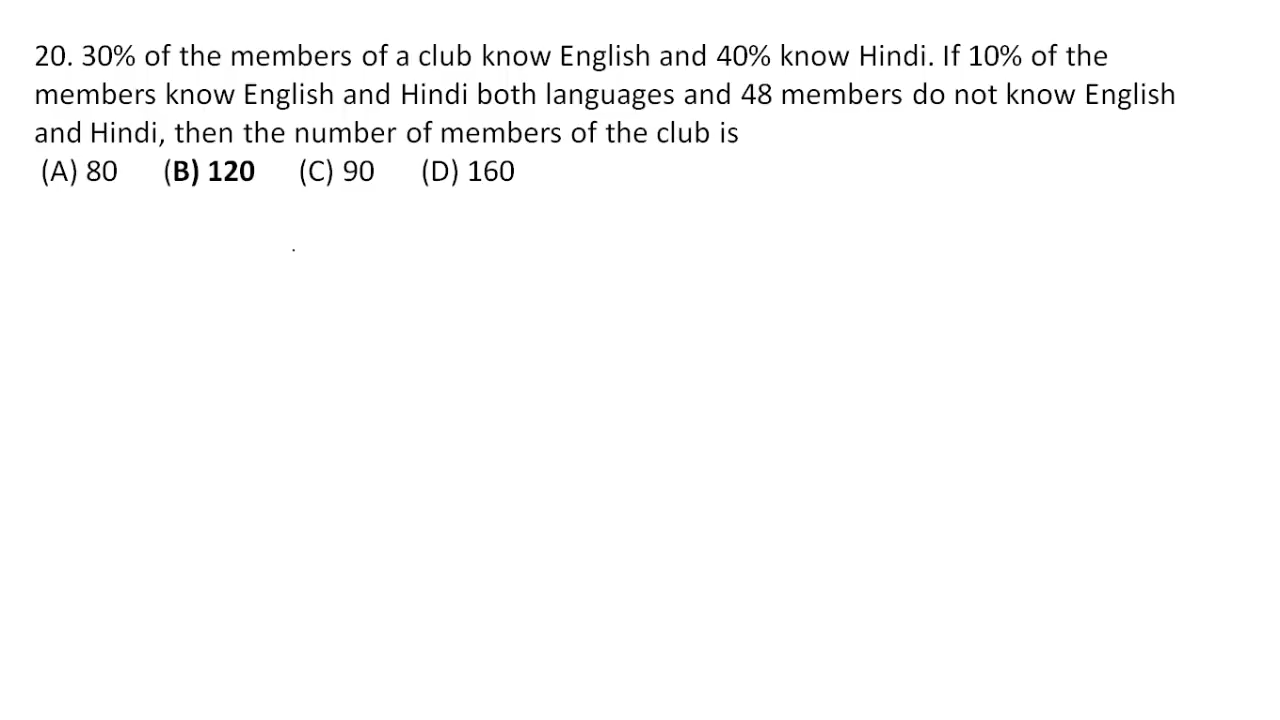 20. 30% of the members of a club know English and 40% know Hindi. If 10% of the
members know English and Hindi both languages and 48 members do not know English
and Hindi, then the number of members of the club is
(A) 80 (B) 120 (C) 90 (D) 160